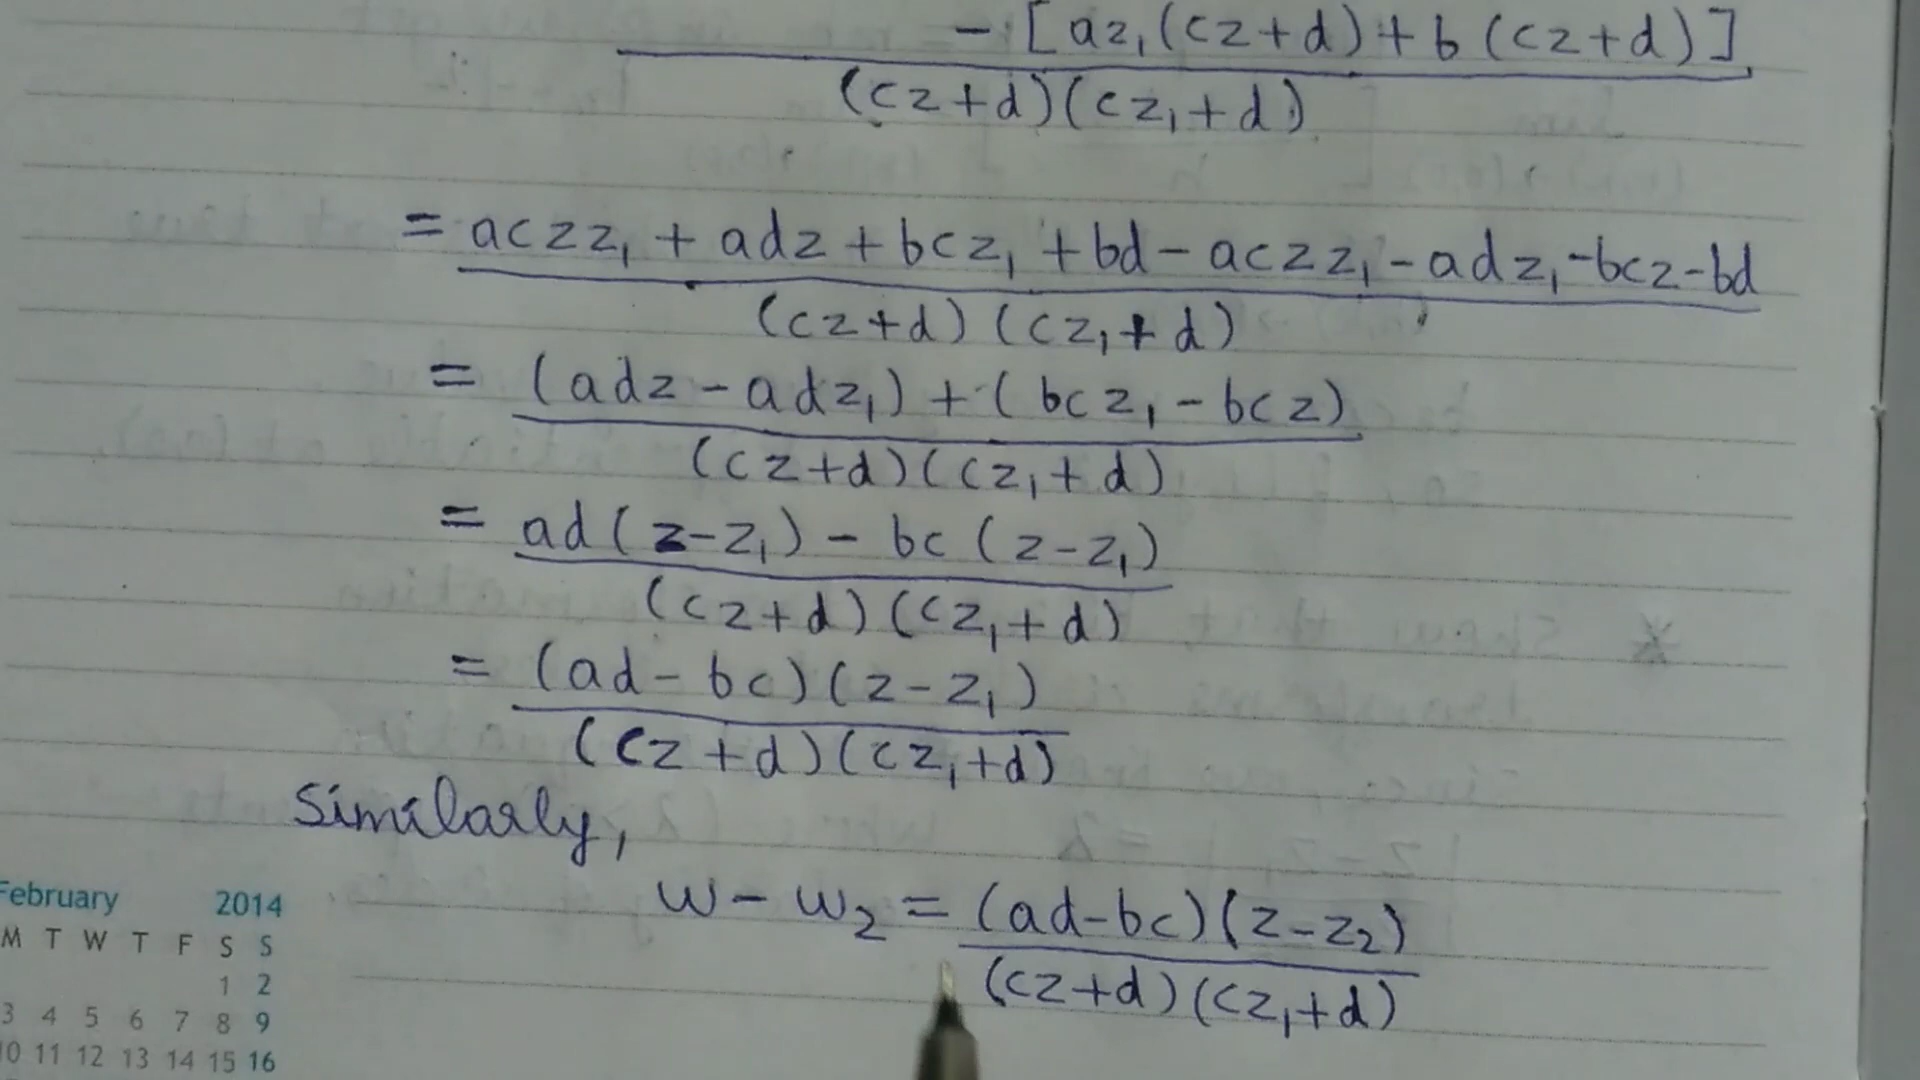 - [az₁(cz+d)+b(cz+d)]
(cz+d)(cz₁+d)
= aczz₁ + adz + bcz₁ + bd - aczz₁ - adz₁ - bcz - bd
(cz+d)(cz₁+d)
= (adz - adz₁) + (bcz₁ - bcz)
(cz+d)(cz₁+d)
= ad(z-z₁) - bc(z-z₁)
(cz+d)(cz₁+d)
= (ad-bc)(z-z₁)
(cz+d)(cz₁+d)
Similarly,
w - w₂ = (ad-bc)(z-z₂)
(cz+d)(cz₁+d)
February 2014
M T W T F S S
1 2
3 4 5 6 7 8 9
10 11 12 13 14 15 16